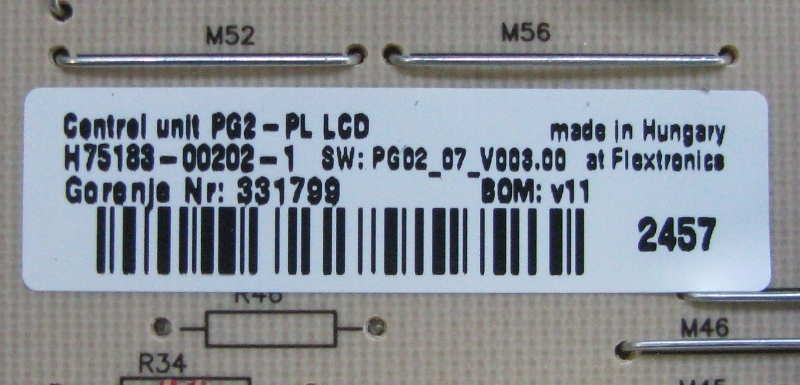 M52 M56
Control unit PG2-PL LCD made in Hungary
H75183-00202-1 SW: PG02_07_V003.00 at Flextronics
Gorenje Nr: 331799 BOM: v11
2457
R48
M46
R34
M45